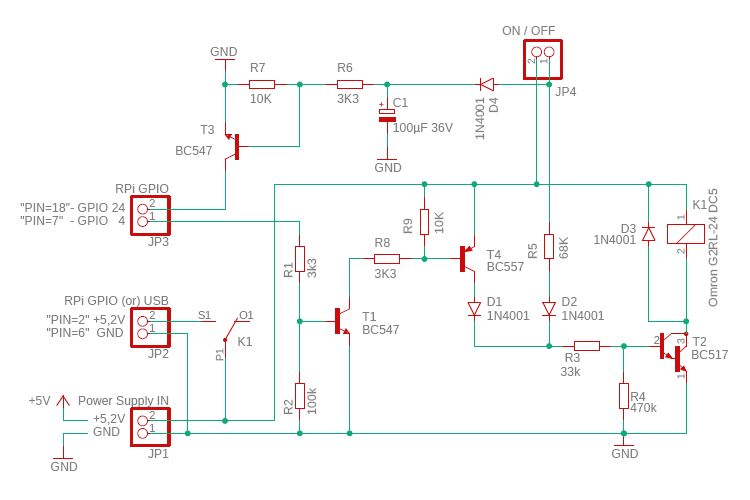 ON / OFF
2
1
JP4
GND
R7
10K
R6
3K3
+
C1
100µF 36V
GND
1N4001
D4
T3
BC547
RPi GPIO
"PIN=18"- GPIO 24
2
"PIN=7" - GPIO 4
1
JP3
R1
3k3
R8
3K3
R9
10K
T4
BC557
R5
68K
D3
1N4001
K1
1
2
Omron G2RL-24 DC5
RPi GPIO (or) USB
"PIN=2" +5,2V
2
"PIN=6" GND
1
JP2
S1
O1
K1
P1
T1
BC547
D1
1N4001
D2
1N4001
R3
33k
2
3
1
T2
BC517
R4
470k
R2
100k
+5V
Power Supply IN
+5,2V
2
GND
1
JP1
GND
GND